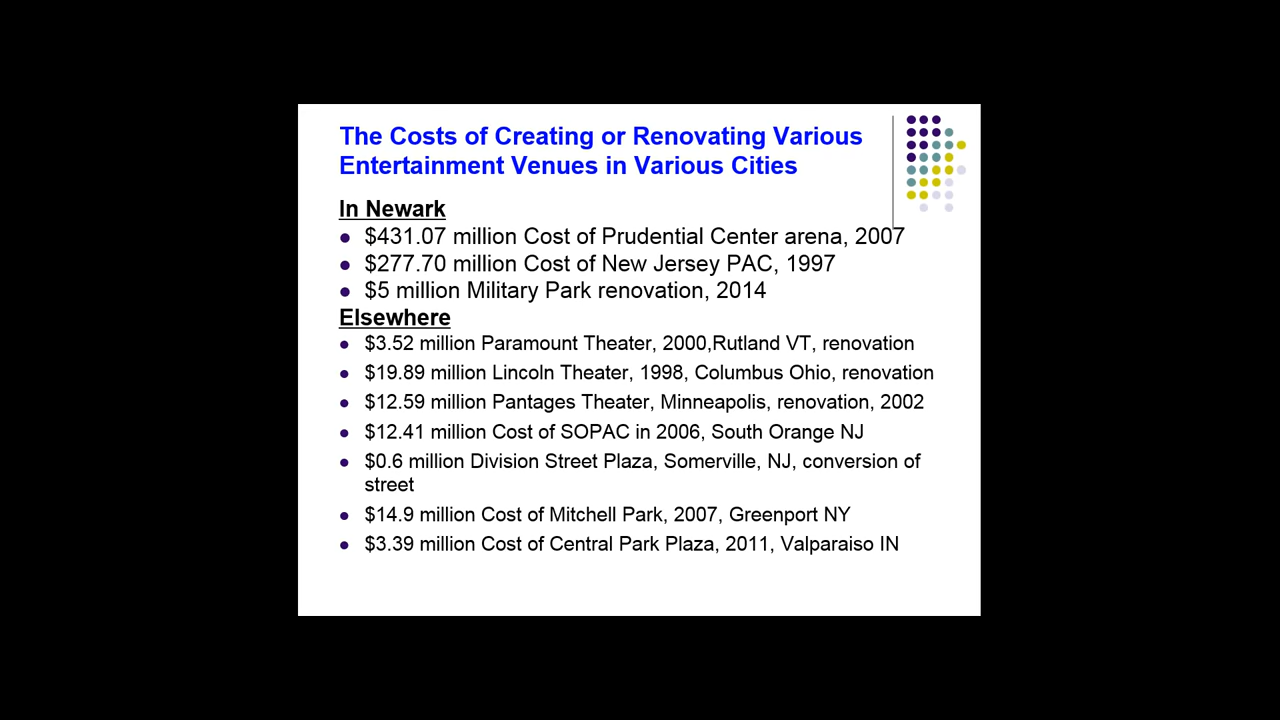 The Costs of Creating or Renovating Various
Entertainment Venues in Various Cities
In Newark
● $431.07 million Cost of Prudential Center arena, 2007
● $277.70 million Cost of New Jersey PAC, 1997
● $5 million Military Park renovation, 2014
Elsewhere
● $3.52 million Paramount Theater, 2000,Rutland VT, renovation
● $19.89 million Lincoln Theater, 1998, Columbus Ohio, renovation
● $12.59 million Pantages Theater, Minneapolis, renovation, 2002
● $12.41 million Cost of SOPAC in 2006, South Orange NJ
● $0.6 million Division Street Plaza, Somerville, NJ, conversion of
street
● $14.9 million Cost of Mitchell Park, 2007, Greenport NY
● $3.39 million Cost of Central Park Plaza, 2011, Valparaiso IN